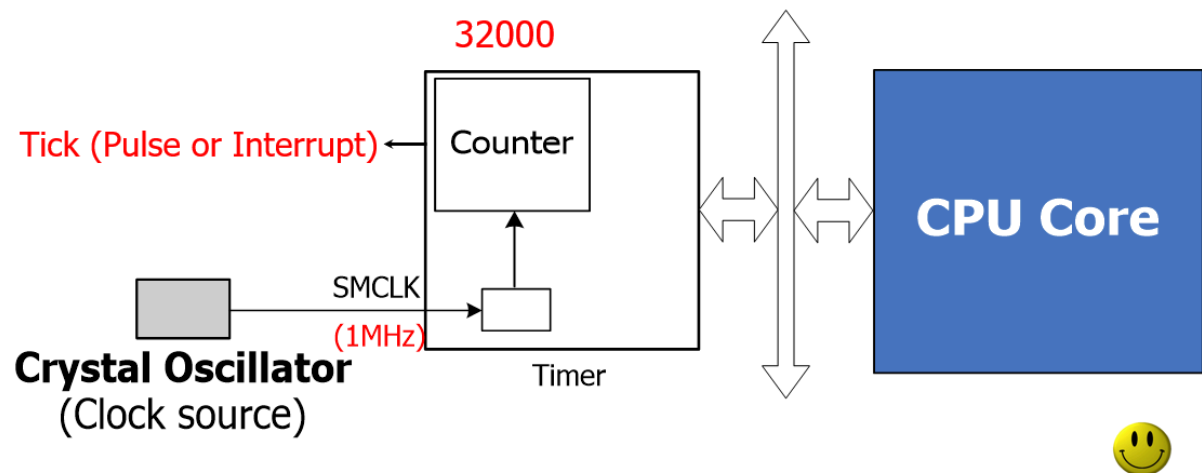 32000
Tick (Pulse or Interrupt)
Counter
CPU Core
SMCLK
(1MHz)
Crystal Oscillator
(Clock source)
Timer